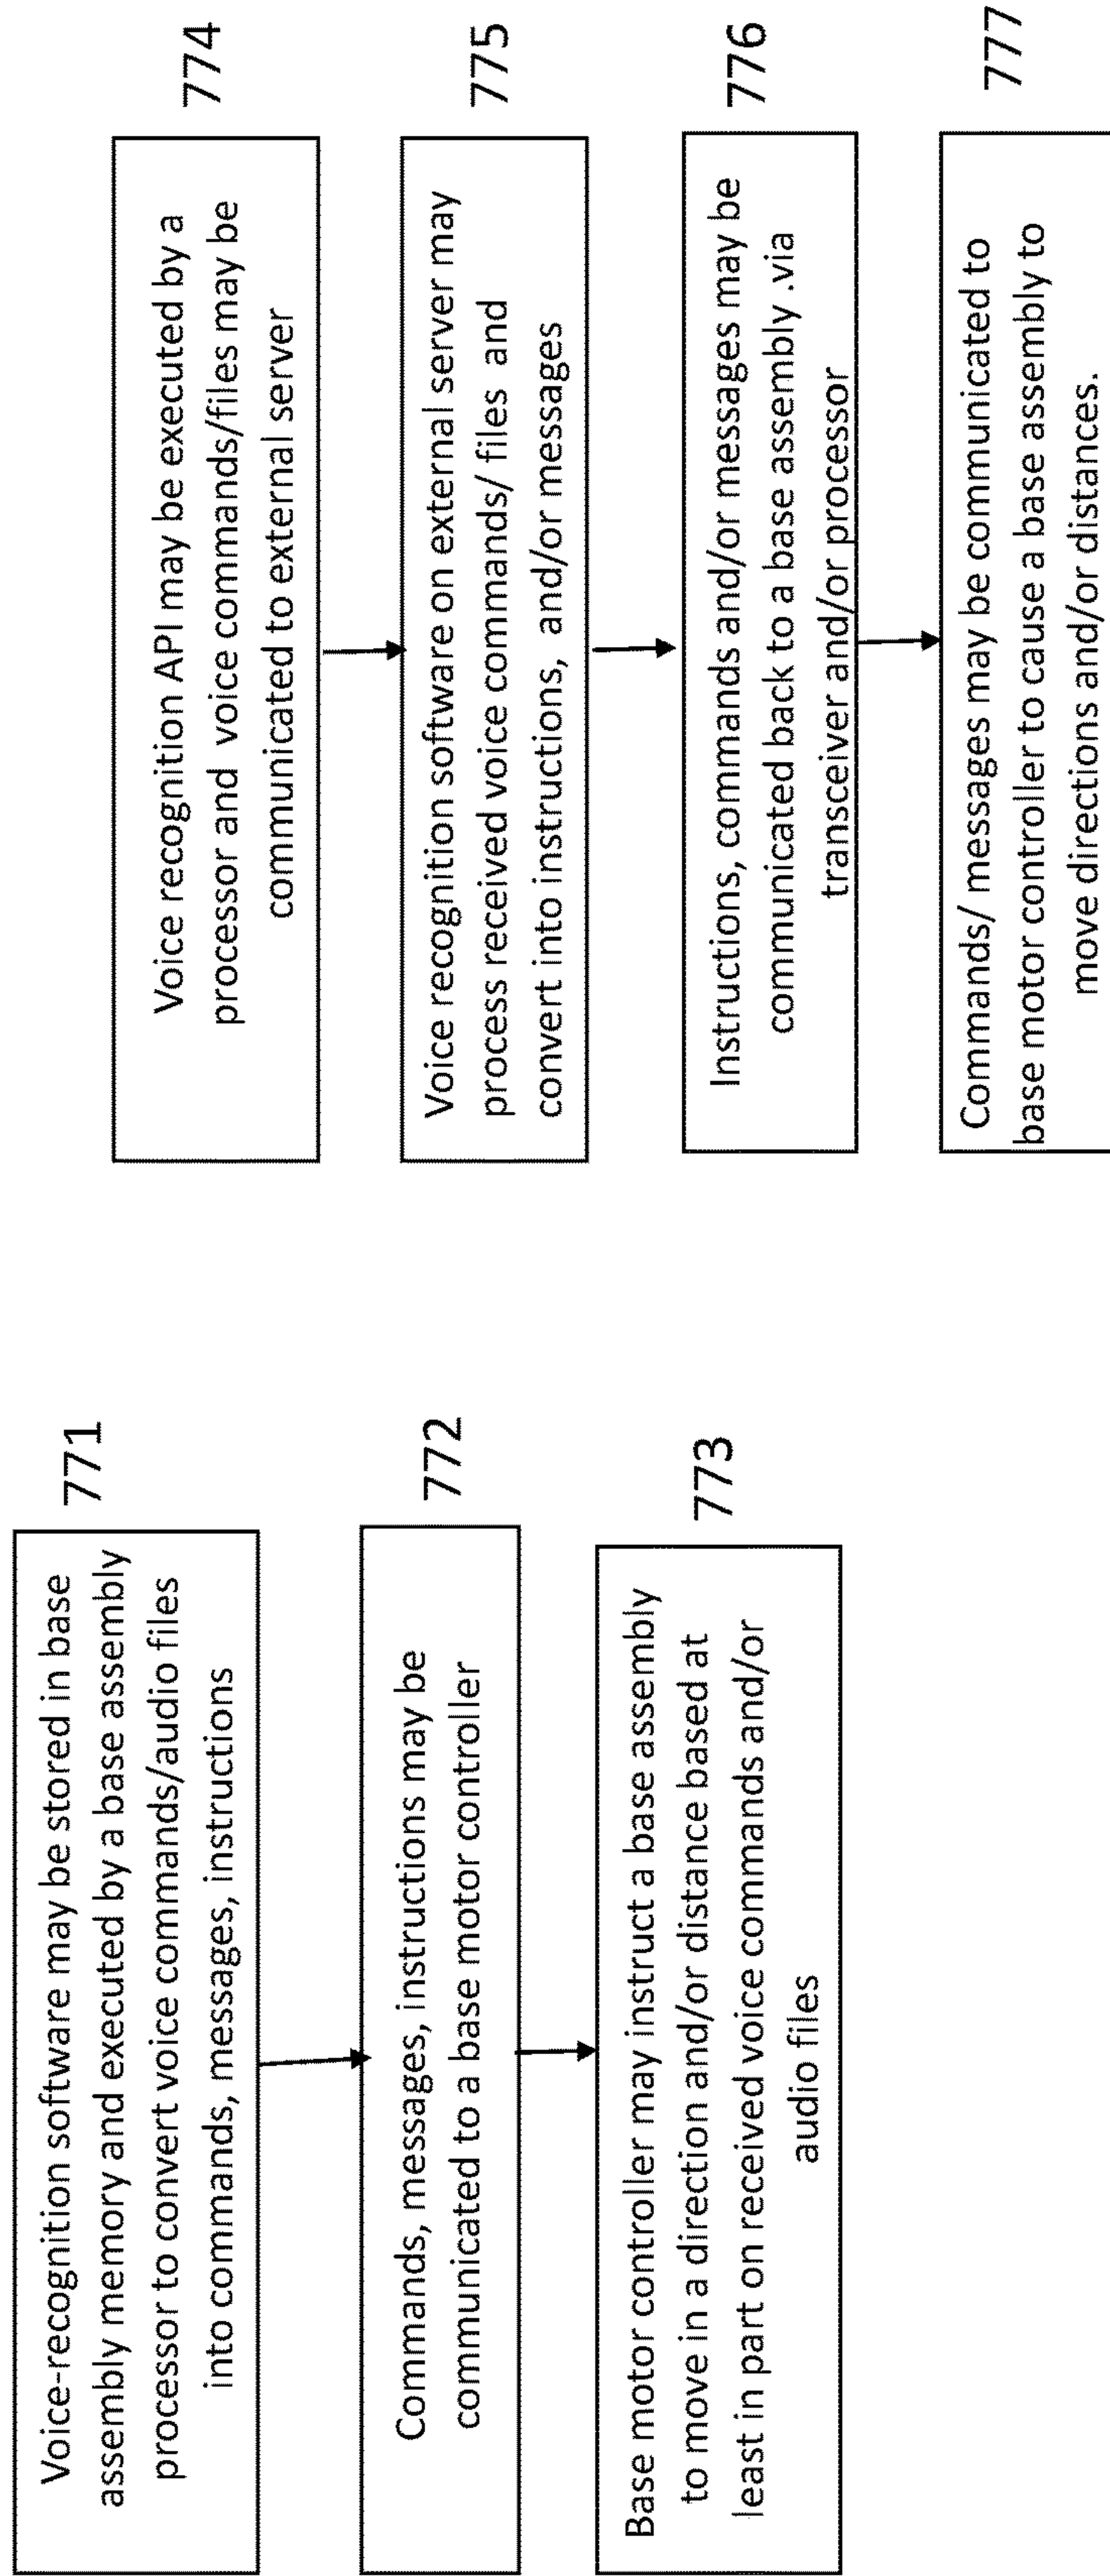 Voice-recognition software may be stored in base
assembly memory and executed by a base assembly
processor to convert voice commands/audio files
into commands, messages, instructions
771
Commands, messages, instructions may be
communicated to a base motor controller
772
Base motor controller may instruct a base assembly
to move in a direction and/or distance based at
least in part on received voice commands and/or
audio files
773
Voice recognition API may be executed by a
processor and voice commands/files may be
communicated to external server
774
Voice recognition software on external server may
process received voice commands/ files and
convert into instructions, and/or messages
775
Instructions, commands and/or messages may be
communicated back to a base assembly .via
transceiver and/or processor
776
Commands/ messages may be communicated to
base motor controller to cause a base assembly to
move directions and/or distances.
777